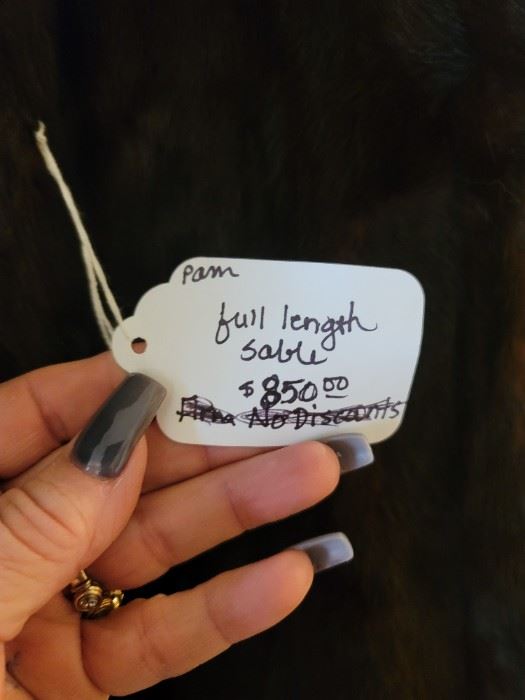 Pam
full length
sable
$850.00
Firm No Discounts